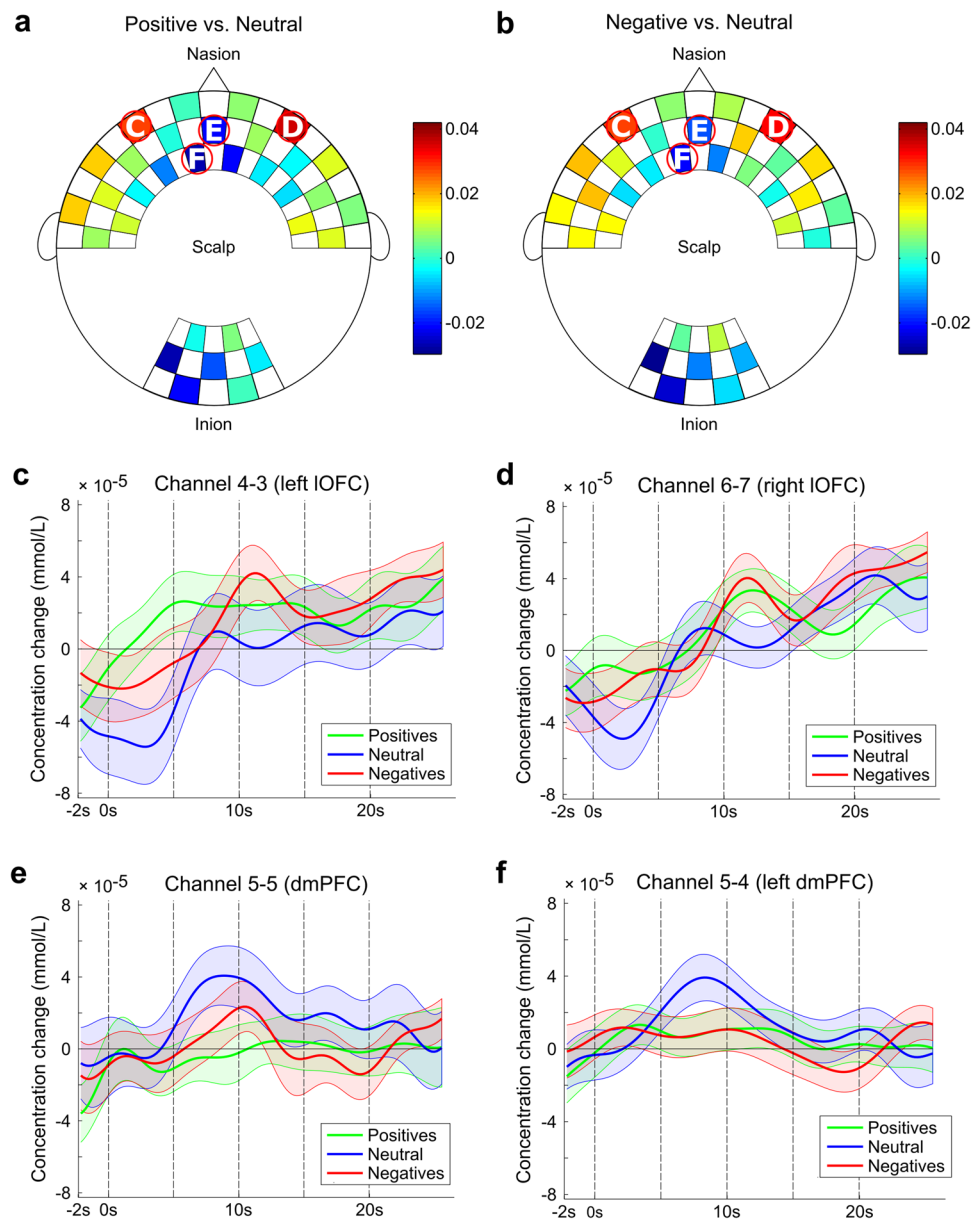 a
Positive vs. Neutral
Nasion
C
E
D
F
Scalp
Inion
0.04
0.02
0
-0.02
b
Negative vs. Neutral
Nasion
C
E
D
F
Scalp
Inion
0.04
0.02
0
-0.02
c
× 10-5
Channel 4-3 (left lOFC)
Concentration change (mmol/L)
8
4
0
-4
-8
Positives
Neutral
Negatives
-2s 0s 10s 20s
d
× 10-5
Channel 6-7 (right lOFC)
Concentration change (mmol/L)
8
4
0
-4
-8
Positives
Neutral
Negatives
-2s 0s 10s 20s
e
× 10-5
Channel 5-5 (dmPFC)
Concentration change (mmol/L)
8
4
0
-4
-8
Positives
Neutral
Negatives
-2s 0s 10s 20s
f
× 10-5
Channel 5-4 (left dmPFC)
Concentration change (mmol/L)
8
4
0
-4
-8
Positives
Neutral
Negatives
-2s 0s 10s 20s